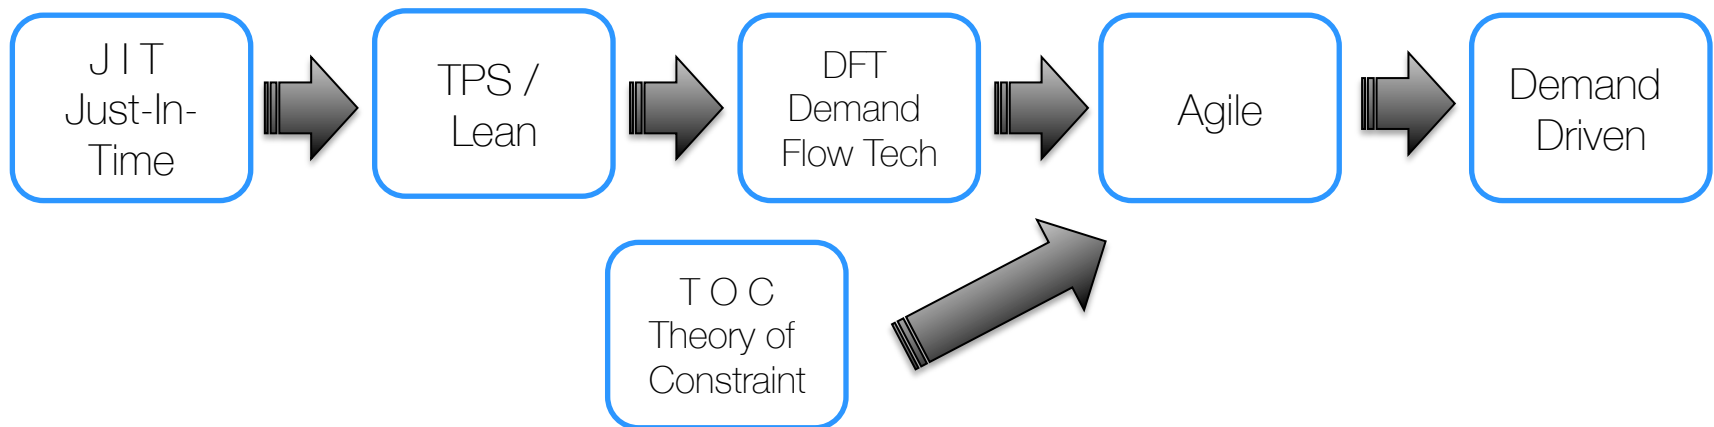 J I T
Just-In-
Time
TPS /
Lean
DFT
Demand
Flow Tech
Agile
Demand
Driven
T O C
Theory of
Constraint